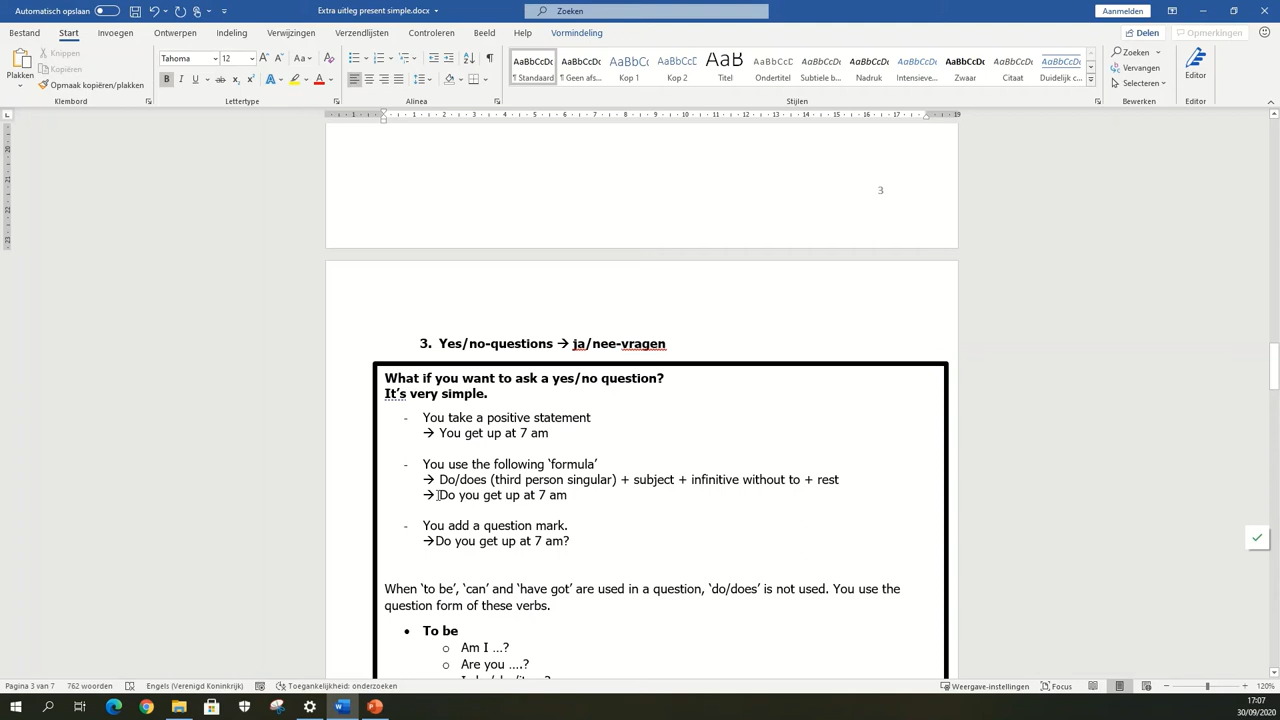 Automatisch opslaan
Extra uitleg present simple.docx
Zoeken
Aanmelden
Bestand Start Invoegen Ontwerpen Indeling Verwijzingen Verzendlijsten Controleren Beeld Help Vormindeling
Delen Opmerkingen
Plakken
Knippen
Kopiëren
Opmaak kopiëren/plakken
Klembord
Tahoma 12
Lettertype
Alinea
AaBbCcDc AaBbCcDc AaBbCcD AaBbCcD AaB AaBbCcD AaBbCcD AaBbCcDc AaBbCcDc AaBbCcDc AaBbCcDc AaBbCcDc
¶ Standaard ¶ Geen afs... Kop 1 Kop 2 Titel Ondertitel Subtiele b... Nadruk Intensieve... Zwaar Citaat Duidelijk c...
Stijlen
Zoeken
Vervangen
Selecteren
Bewerken
Editor
Editor
3
3. Yes/no-questions → ja/nee-vragen
What if you want to ask a yes/no question?
It's very simple.
- You take a positive statement
→ You get up at 7 am
- You use the following ‘formula’
→ Do/does (third person singular) + subject + infinitive without to + rest
→ Do you get up at 7 am
- You add a question mark.
→Do you get up at 7 am?
When ‘to be’, ‘can’ and ‘have got’ are used in a question, ‘do/does’ is not used. You use the
question form of these verbs.
• To be
o Am I …?
o Are you ….?
Pagina 3 van 7 762 woorden Engels (Verenigd Koninkrijk) Toegankelijkheid: onderzoeken
Weergave-instellingen Focus 120%
17:07
30/09/2020